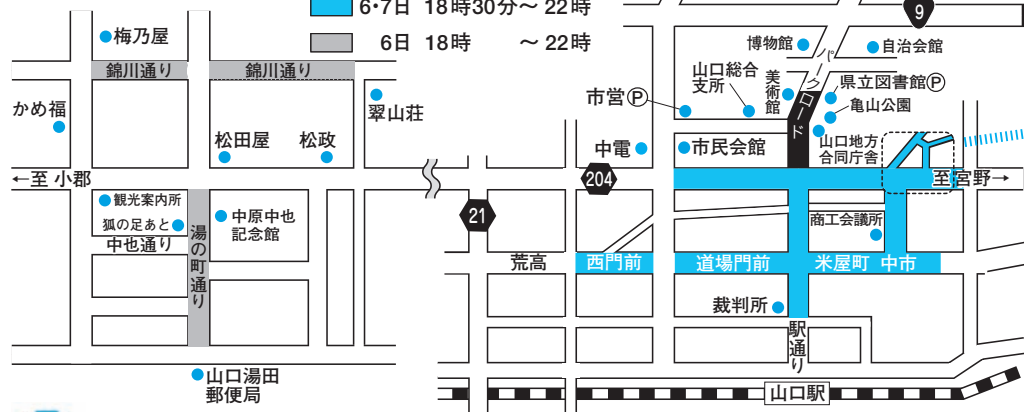 6・7日 18時30分〜22時
6日 18時 〜22時
梅乃屋
錦川通り
錦川通り
かめ福
翠山荘
松田屋
松政
←至 小郡
観光案内所
狐の足あと
中也通り
湯の町通り
中原中也
記念館
山口湯田
郵便局
9
博物館
自治会館
パークロード
山口総合
支所
美術館
県立図書館Ⓟ
市営Ⓟ
亀山公園
山口地方
合同庁舎
中電
市民会館
204
至宮野→
21
商工会議所
荒高
西門前
道場門前
米屋町
中市
裁判所
駅通り
山口駅